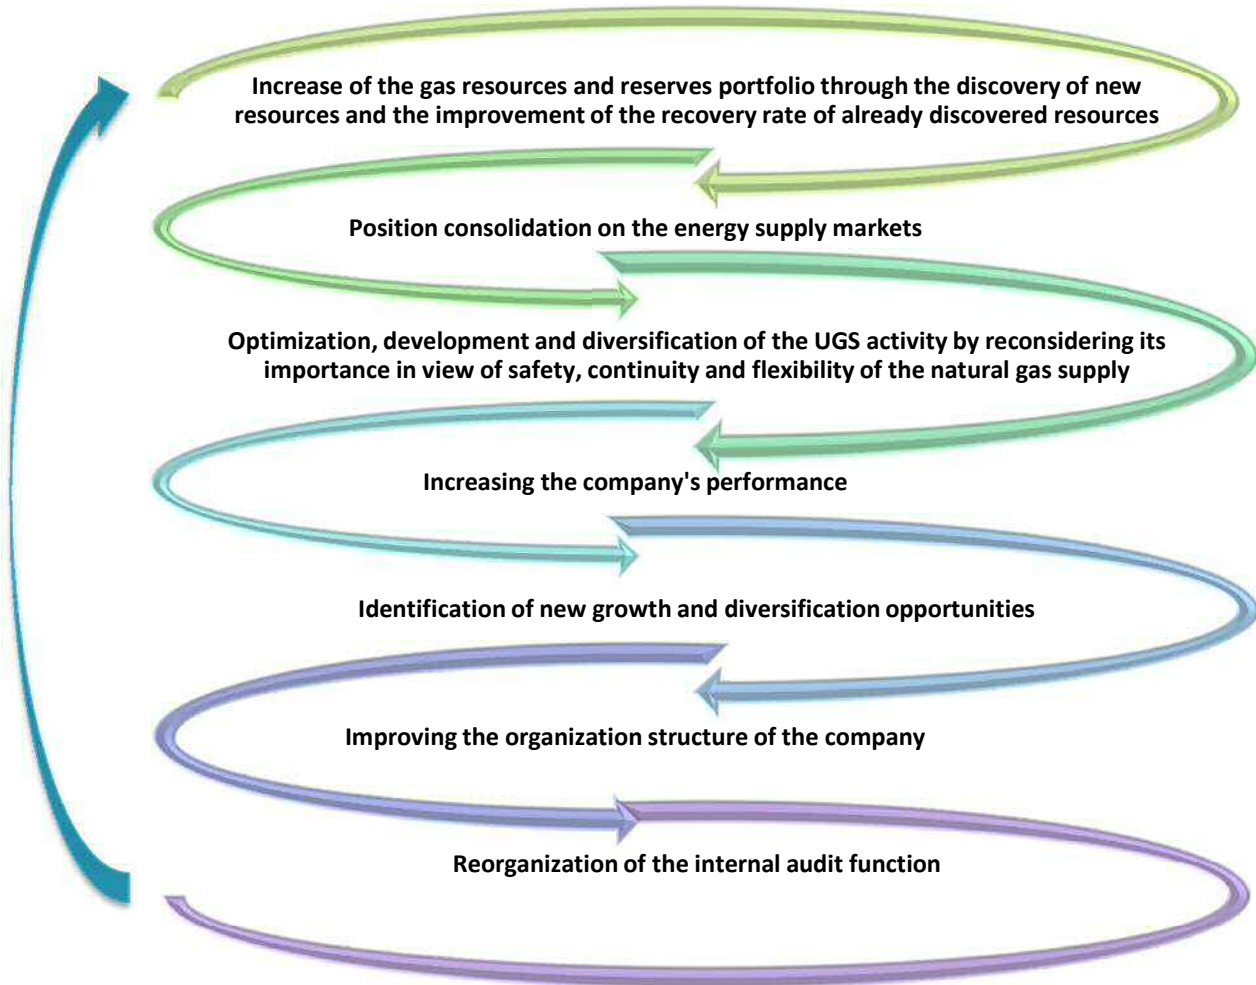 Increase of the gas resources and reserves portfolio through the discovery of new
resources and the improvement of the recovery rate of already discovered resources
Position consolidation on the energy supply markets
Optimization, development and diversification of the UGS activity by reconsidering its
importance in view of safety, continuity and flexibility of the natural gas supply
Increasing the company's performance
Identification of new growth and diversification opportunities
Improving the organization structure of the company
Reorganization of the internal audit function